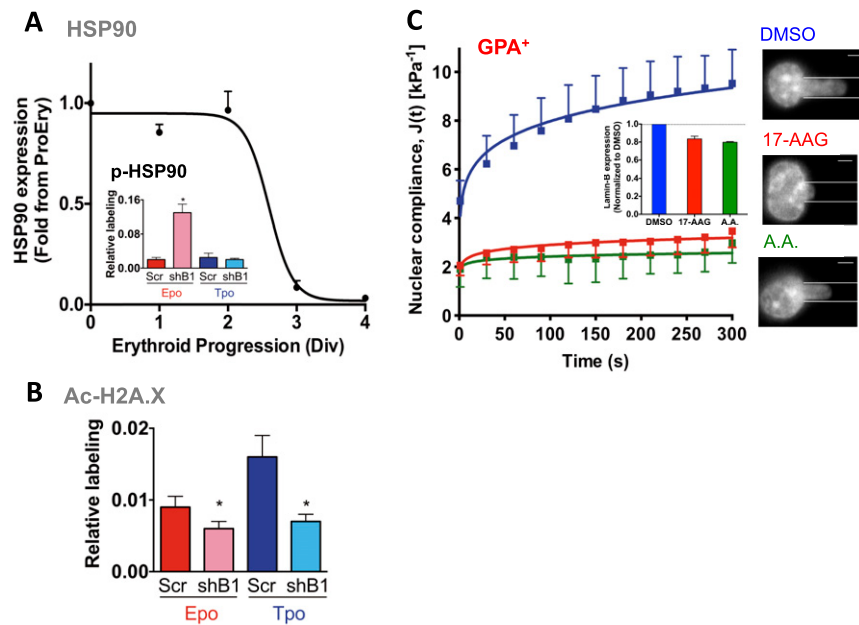 A HSP90
HSP90 expression
(Fold from ProEry)
1.0
0.5
0.0
0 1 2 3 4
Erythroid Progression (Div)
p-HSP90
Relative labeling
0.16
0.08
0.00
*
Scr shB1 Scr shB1
Epo Tpo
B Ac-H2A.X
Relative labeling
0.02
0.01
0.00
* *
Scr shB1 Scr shB1
Epo Tpo
C
GPA+
Nuclear compliance, J(t) [kPa-1]
10
8
6
4
2
0
0 50 100 150 200 250 300
Time (s)
Lamin-B expression
(Normalized to DMSO)
1.0
0.8
0.6
0.4
0.2
0.0
DMSO 17-AAG A.A.
DMSO
17-AAG
A.A.